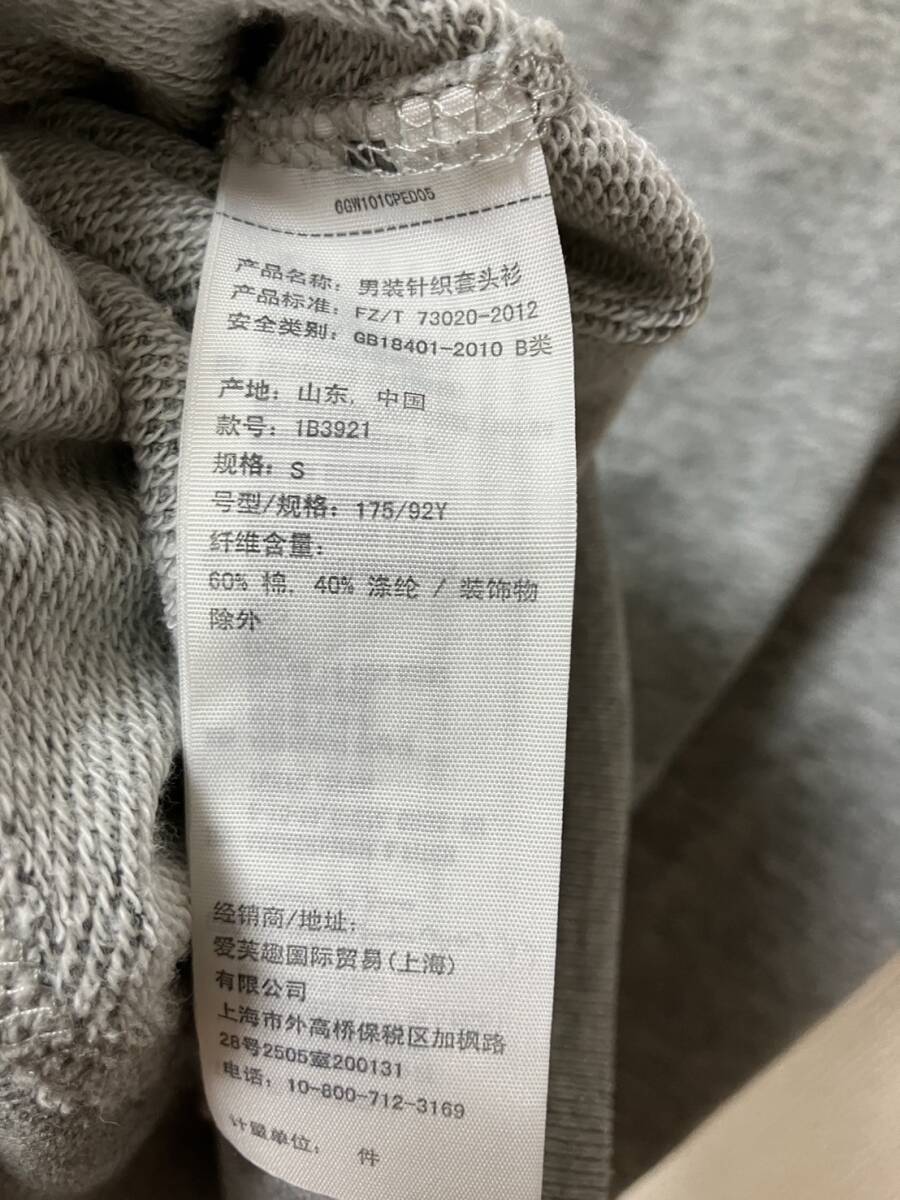 6GW101CPED05
产品名称: 男装针织套头衫
产品标准: FZ/T 73020-2012
安全类别: GB18401-2010 B类
产地: 山东, 中国
款号: 1B3921
规格: S
号型/规格: 175/92Y
纤维含量:
60% 棉, 40% 涤纶 / 装饰物
除外
经销商/地址:
爱芙趣国际贸易(上海)
有限公司
上海市外高桥保税区加枫路
28号2505室200131
电话: 10-800-712-3169
计量单位: 件